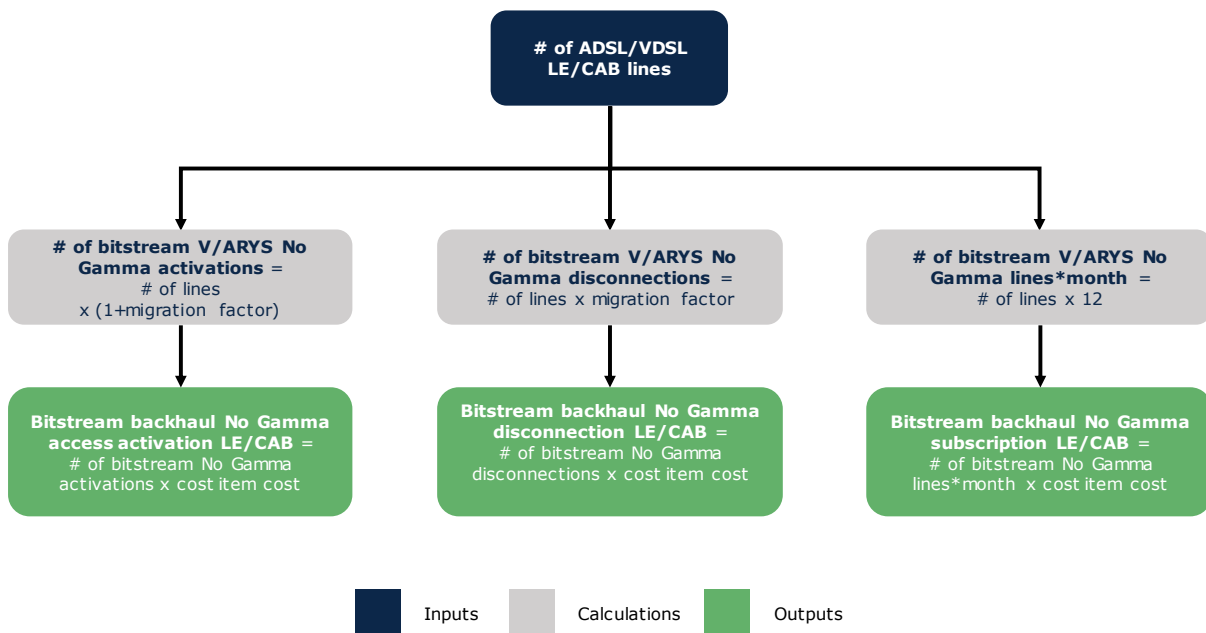 # of ADSL/VDSL
LE/CAB lines
# of bitstream V/ARYS No
Gamma activations =
# of lines
x (1+migration factor)
# of bitstream V/ARYS No
Gamma disconnections =
# of lines x migration factor
# of bitstream V/ARYS No
Gamma lines*month =
# of lines x 12
Bitstream backhaul No Gamma
access activation LE/CAB =
# of bitstream No Gamma
activations x cost item cost
Bitstream backhaul No Gamma
disconnection LE/CAB =
# of bitstream No Gamma
disconnections x cost item cost
Bitstream backhaul No Gamma
subscription LE/CAB =
# of bitstream No Gamma
lines*month x cost item cost
Inputs
Calculations
Outputs